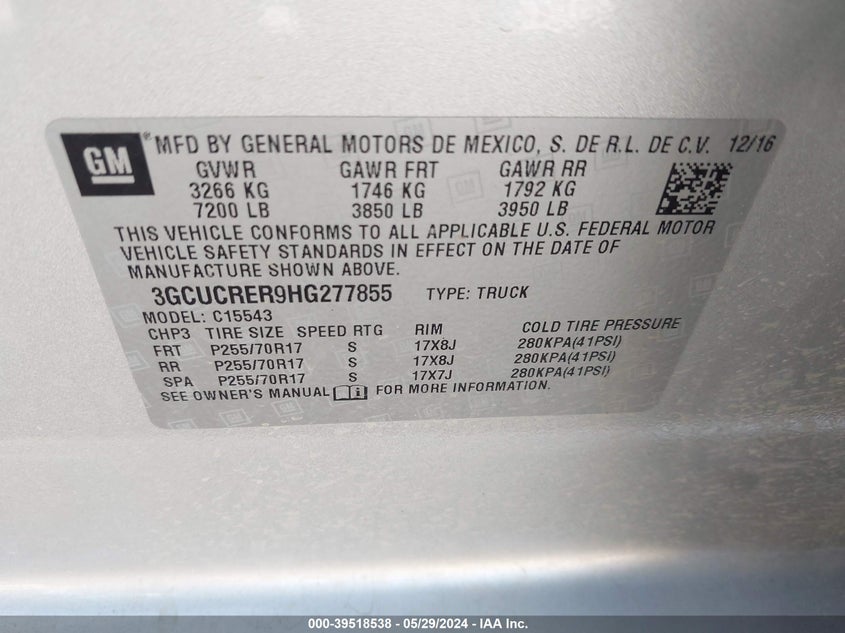 GM
® MFD BY GENERAL MOTORS DE MEXICO, S. DE R.L. DE C.V. 12/16
GVWR GAWR FRT GAWR RR
3266 KG 1746 KG 1792 KG
7200 LB 3850 LB 3950 LB
THIS VEHICLE CONFORMS TO ALL APPLICABLE U.S. FEDERAL MOTOR
VEHICLE SAFETY STANDARDS IN EFFECT ON THE DATE OF
MANUFACTURE SHOWN ABOVE.
3GCUCRER9HG277855 TYPE: TRUCK
MODEL: C15543
CHP3 TIRE SIZE SPEED RTG RIM COLD TIRE PRESSURE
FRT P255/70R17 S 17X8J 280KPA(41PSI)
RR P255/70R17 S 17X8J 280KPA(41PSI)
SPA P255/70R17 S 17X7J 280KPA(41PSI)
SEE OWNER'S MANUAL FOR MORE INFORMATION.
000-39518538 - 05/29/2024 - IAA Inc.